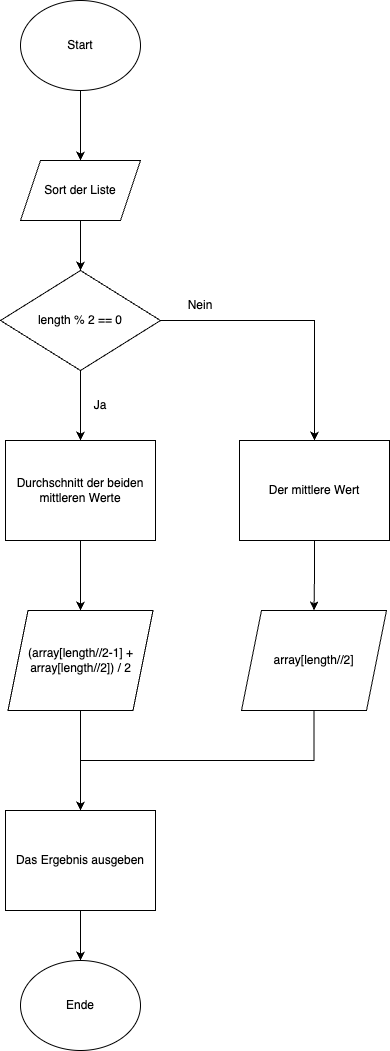 Start
Sort der Liste
length % 2 == 0
Nein
Ja
Durchschnitt der beiden
mittleren Werte
Der mittlere Wert
(array[length//2-1] +
array[length//2]) / 2
array[length//2]
Das Ergebnis ausgeben
Ende